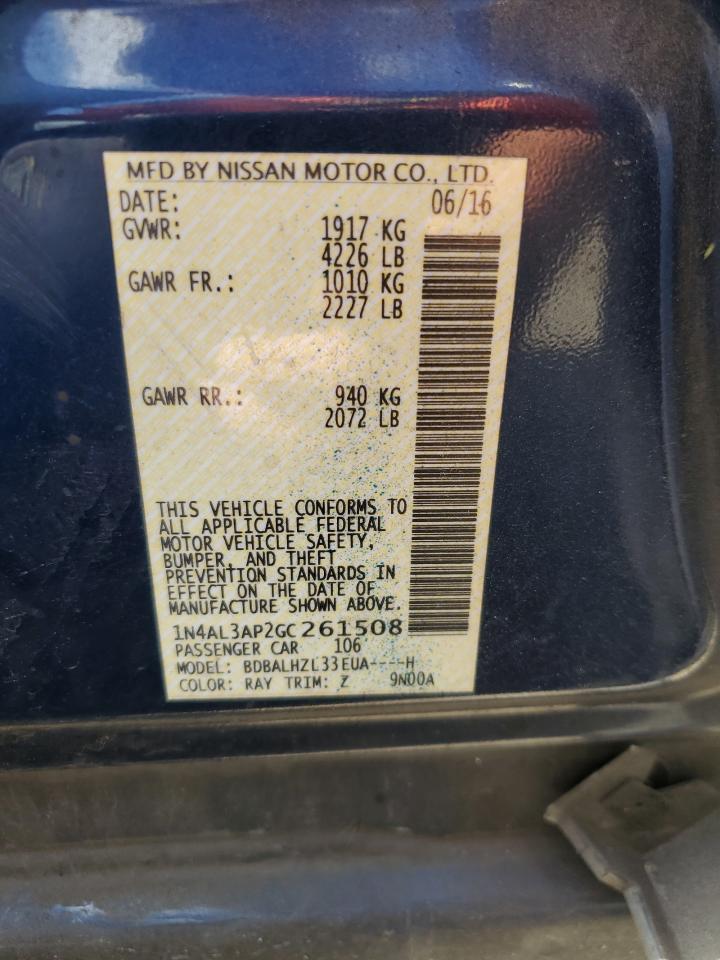 MFD BY NISSAN MOTOR CO., LTD.
DATE: 06/16
GVWR: 1917 KG
4226 LB
GAWR FR.: 1010 KG
2227 LB
GAWR RR.: 940 KG
2072 LB
THIS VEHICLE CONFORMS TO
ALL APPLICABLE FEDERAL
MOTOR VEHICLE SAFETY,
BUMPER, AND THEFT
PREVENTION STANDARDS IN
EFFECT ON THE DATE OF
MANUFACTURE SHOWN ABOVE.
1N4AL3AP2GC261508
PASSENGER CAR 106
MODEL: BDBALHZL33EUA----H
COLOR: RAY TRIM: Z 9N00A